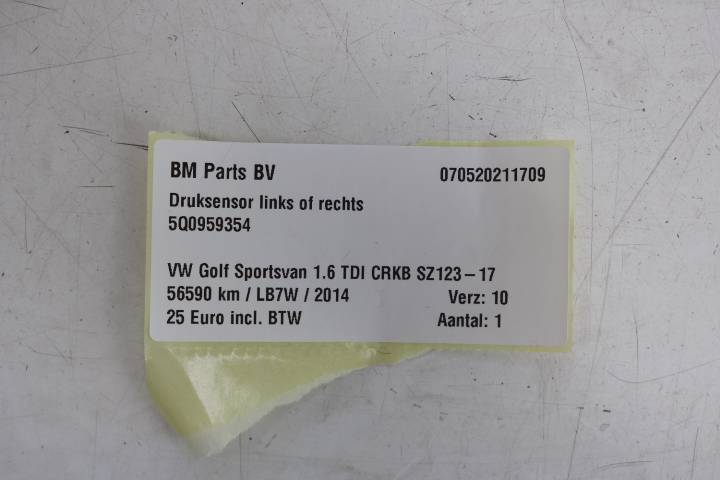 BM Parts BV 070520211709
Druksensor links of rechts
5Q0959354
VW Golf Sportsvan 1.6 TDI CRKB SZ123-17
56590 km / LB7W / 2014 Verz: 10
25 Euro incl. BTW Aantal: 1